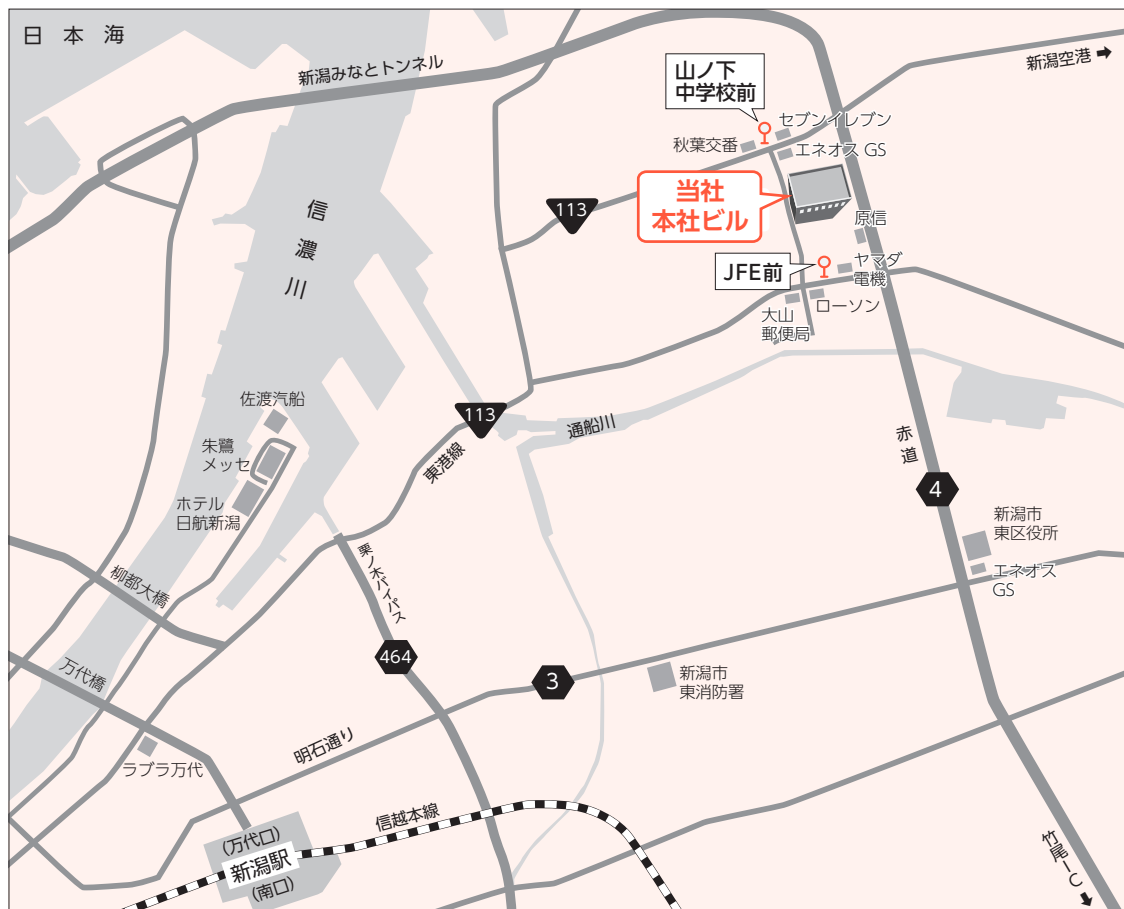 日本海
新潟みなとトンネル
新潟空港
山ノ下
中学校前
セブンイレブン
秋葉交番
エネオス GS
当社
本社ビル
113
信濃川
原信
JFE前
ヤマダ
電機
ローソン
大山
郵便局
佐渡汽船
113
通船川
東港線
赤道
朱鷺
メッセ
4
ホテル
日航新潟
新潟市
東区役所
栗ノ木バイパス
エネオス
GS
柳都大橋
464
3
新潟市
東消防署
万代橋
明石通り
ラブラ万代
信越本線
(万代口)
新潟駅
(南口)
竹尾IC